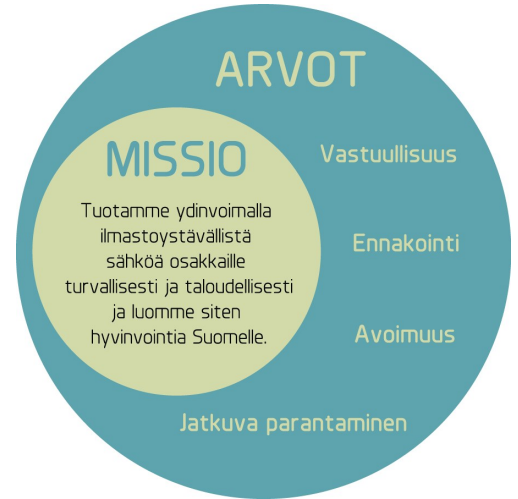 ARVOT
MISSIO
Tuotamme ydinvoimalla
ilmastoystävällistä
sähköä osakkaille
turvallisesti ja taloudellisesti
ja luomme siten
hyvinvointia Suomelle.
Vastuullisuus
Ennakointi
Avoimuus
Jatkuva parantaminen